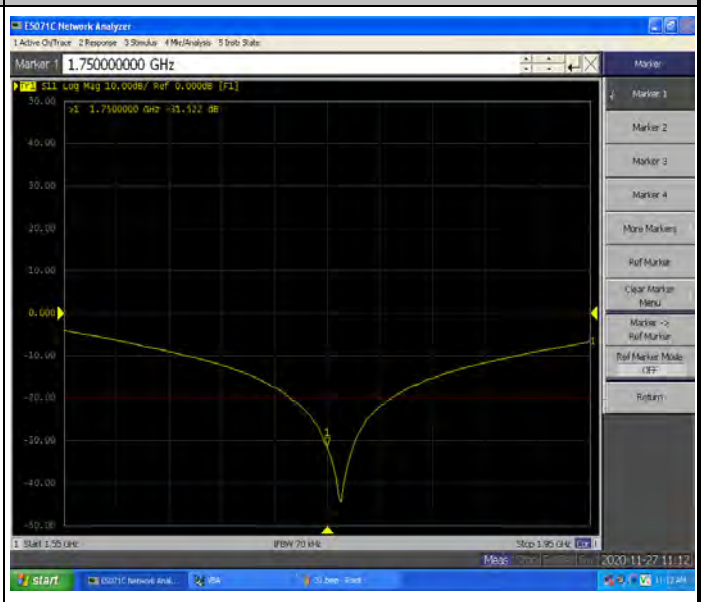 E5071C Network Analyzer
1 Active Ch/Trace 2 Response 3 Stimulus 4 Mkr/Analysis 5 Instr State
Marker 1 1.750000000 GHz
Tr1 S11 Log Mag 10.00dB/ Ref 0.000dB [F1]
50.00
>1 1.7500000 GHz -31.522 dB
40.00
30.00
20.00
10.00
0.000
-10.00
-20.00
-30.00
-40.00
-50.00
1
1
1 Start 1.55 GHz IFBW 70 kHz Stop 1.95 GHz Cor
Marker
Marker 1
Marker 2
Marker 3
Marker 4
More Markers
Ref Marker
Clear Marker
Menu
Marker ->
Ref Marker
Ref Marker Mode
OFF
Return
Meas 2020-11-27 11:12
start E5071C Network Anal... VBA 11:12 AM